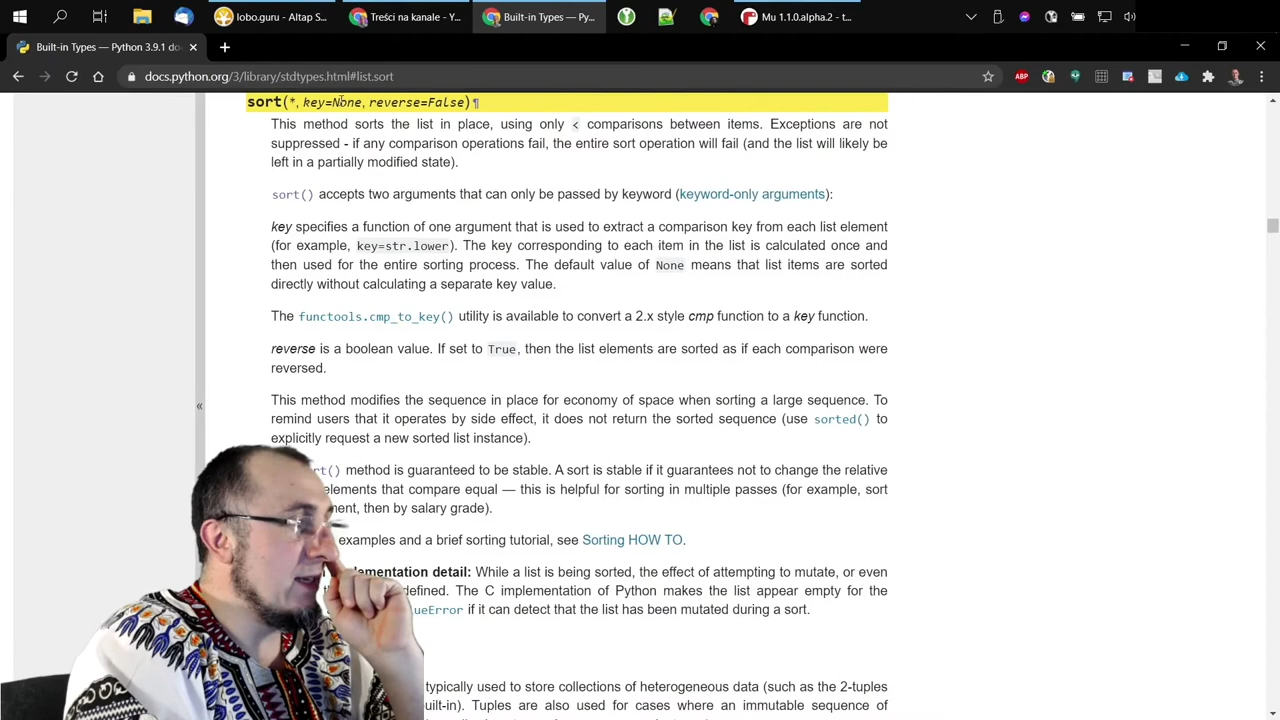 lobo.guru - Altap S...
Treści na kanale - Y...
Built-in Types — Py...
Mu 1.1.0.alpha.2 - t...
Built-in Types — Python 3.9.1 do
docs.python.org/3/library/stdtypes.html#list.sort
ABP
sort(*, key=None, reverse=False)¶
This method sorts the list in place, using only < comparisons between items. Exceptions are not
suppressed - if any comparison operations fail, the entire sort operation will fail (and the list will likely be
left in a partially modified state).
sort() accepts two arguments that can only be passed by keyword (keyword-only arguments):
key specifies a function of one argument that is used to extract a comparison key from each list element
(for example, key=str.lower). The key corresponding to each item in the list is calculated once and
then used for the entire sorting process. The default value of None means that list items are sorted
directly without calculating a separate key value.
The functools.cmp_to_key() utility is available to convert a 2.x style cmp function to a key function.
reverse is a boolean value. If set to True, then the list elements are sorted as if each comparison were
reversed.
This method modifies the sequence in place for economy of space when sorting a large sequence. To
remind users that it operates by side effect, it does not return the sorted sequence (use sorted() to
explicitly request a new sorted list instance).
rt() method is guaranteed to be stable. A sort is stable if it guarantees not to change the relative
elements that compare equal — this is helpful for sorting in multiple passes (for example, sort
ment, then by salary grade).
examples and a brief sorting tutorial, see Sorting HOW TO.
plementation detail: While a list is being sorted, the effect of attempting to mutate, or even
defined. The C implementation of Python makes the list appear empty for the
ueError if it can detect that the list has been mutated during a sort.
typically used to store collections of heterogeneous data (such as the 2-tuples
uilt-in). Tuples are also used for cases where an immutable sequence of